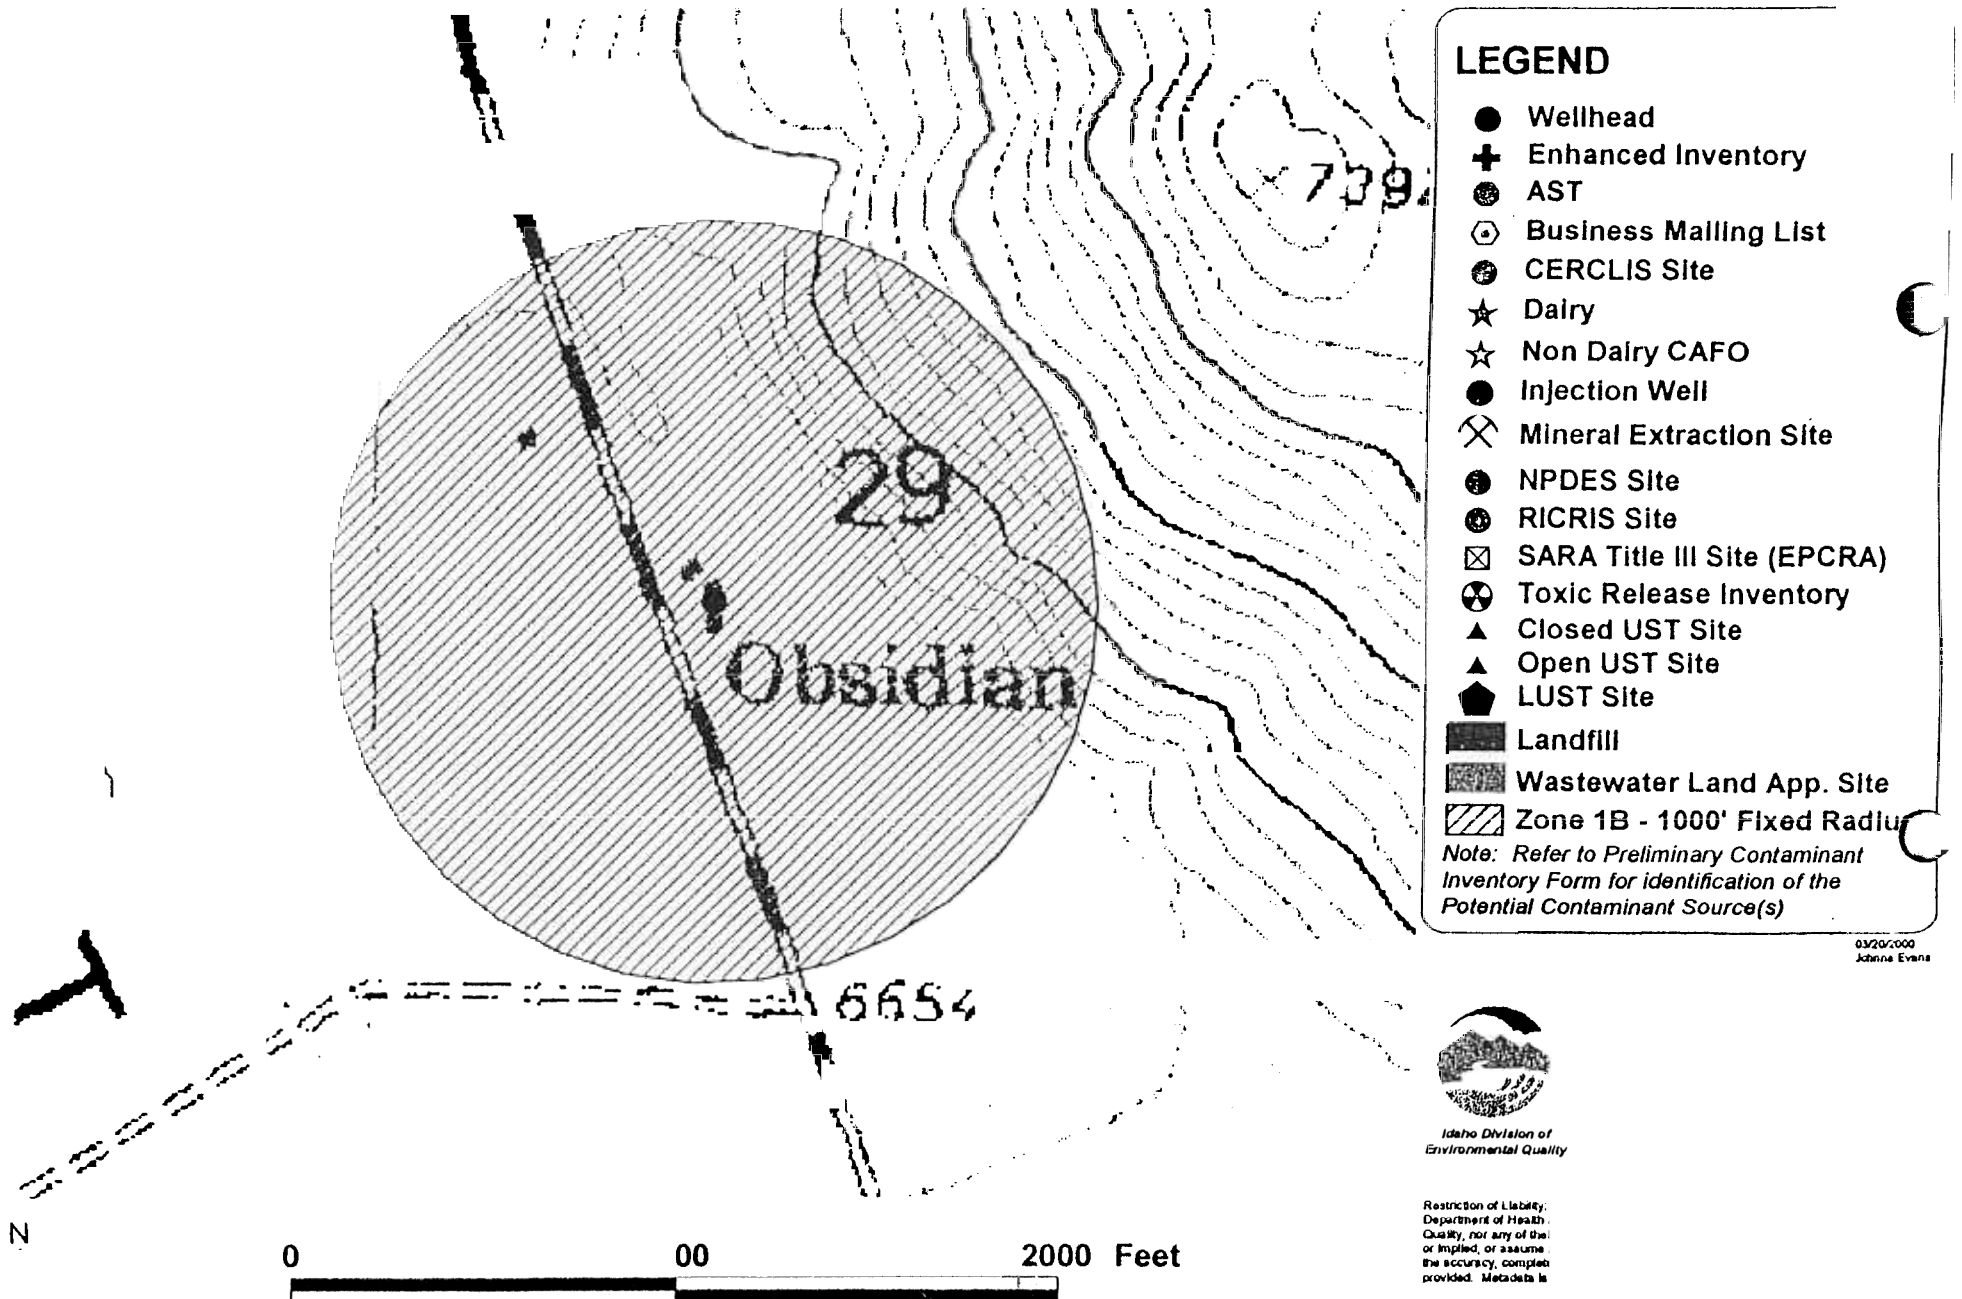 739
29
Obsidian
6654
N
0 00 2000 Feet
LEGEND
Wellhead
Enhanced Inventory
AST
Business Mailing List
CERCLIS Site
Dairy
Non Dairy CAFO
Injection Well
Mineral Extraction Site
NPDES Site
RICRIS Site
SARA Title III Site (EPCRA)
Toxic Release Inventory
Closed UST Site
Open UST Site
LUST Site
Landfill
Wastewater Land App. Site
Zone 1B - 1000' Fixed Radiu
Note: Refer to Preliminary Contaminant
Inventory Form for identification of the
Potential Contaminant Source(s)
03/20/2000
Johnna Evans
Idaho Division of
Environmental Quality
Restriction of Liability:
Department of Health
Quality, nor any of the
or implied, or assume
the accuracy, complet
provided. Metadata is